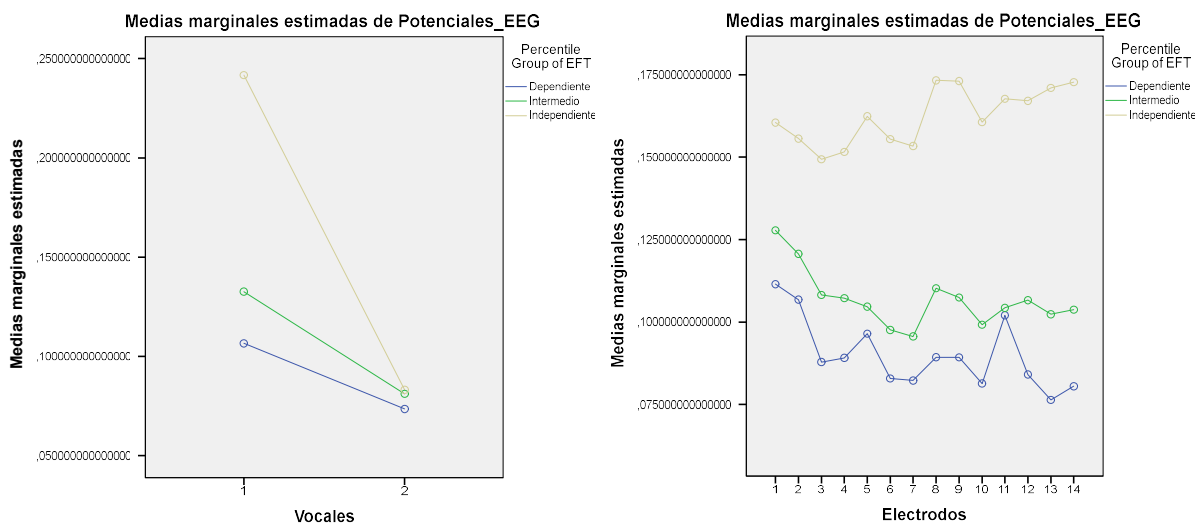 Medias marginales estimadas de Potenciales_EEG
Medias marginales estimadas
,250000000000000
,200000000000000
,150000000000000
,100000000000000
,050000000000000
1 2
Vocales
Percentile
Group of EFT
Dependiente
Intermedio
Independiente
Medias marginales estimadas de Potenciales_EEG
Medias marginales estimadas
,175000000000000
,150000000000000
,125000000000000
,100000000000000
,075000000000000
1 2 3 4 5 6 7 8 9 10 11 12 13 14
Electrodos
Percentile
Group of EFT
Dependiente
Intermedio
Independiente